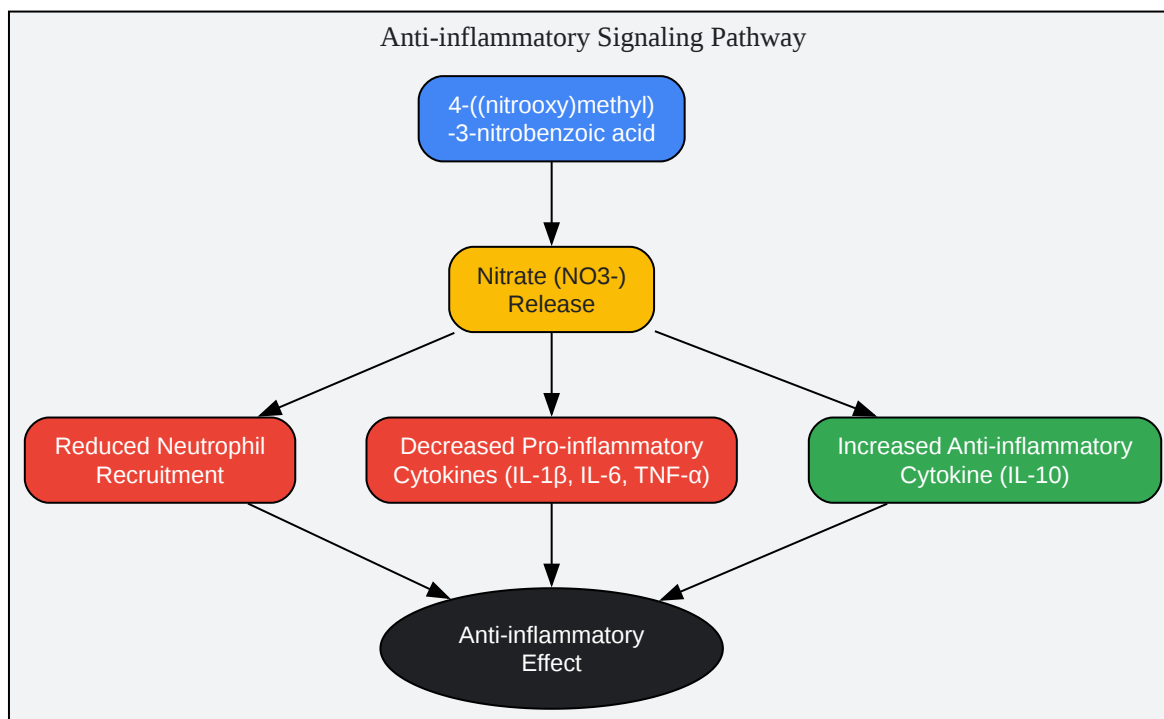 Anti-inflammatory Signaling Pathway
4-((nitrooxy)methyl)
-3-nitrobenzoic acid
Nitrate (NO3-)
Release
Reduced Neutrophil
Recruitment
Decreased Pro-inflammatory
Cytokines (IL-1β, IL-6, TNF-α)
Increased Anti-inflammatory
Cytokine (IL-10)
Anti-inflammatory
Effect